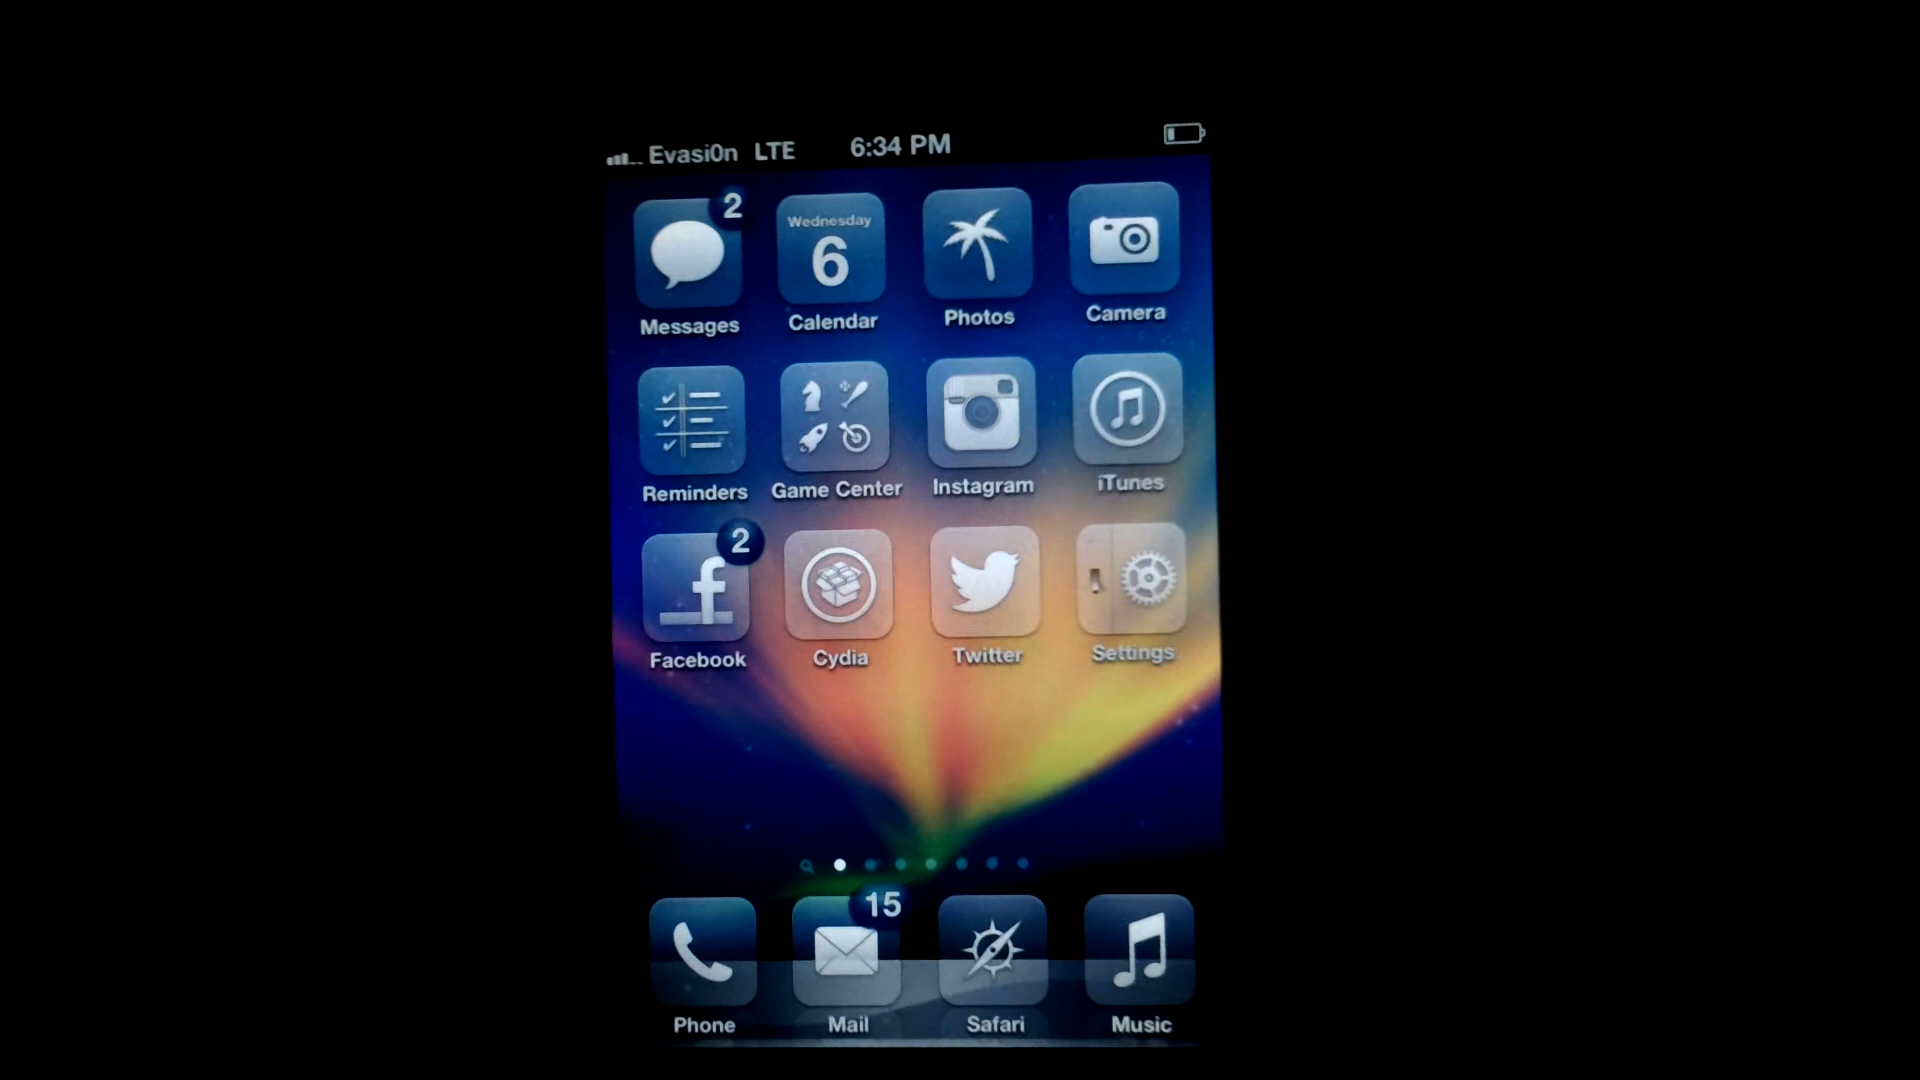 Evasi0n LTE 6:34 PM
2
Wednesday
6
Messages Calendar Photos Camera
Reminders Game Center Instagram iTunes
2
f
Facebook Cydia Twitter Settings
15
Phone Mail Safari Music